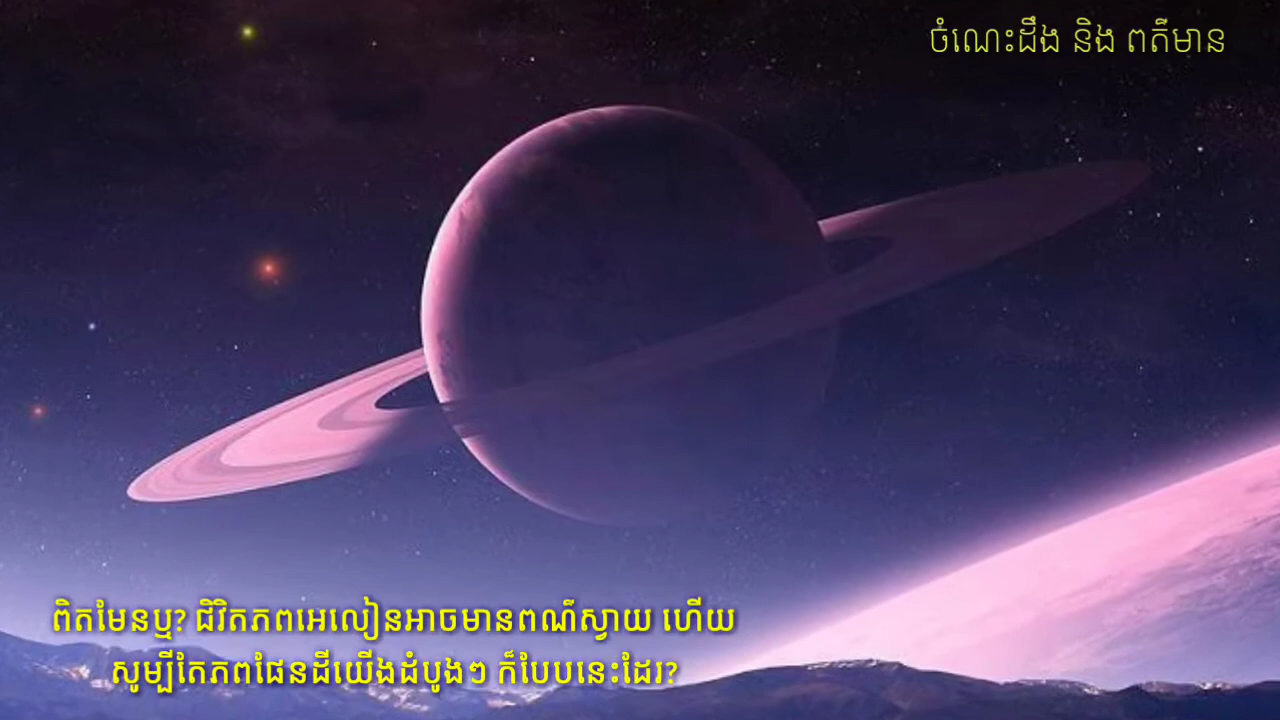 ចំណេះដឹង និង ពត៌មាន
ពិតមែនឬ? ជិវិតភពអេលៀនអាចមានពណ៌ស្វាយ ហើយ
សូម្បីតែភពផែនដីយើងដំបូងៗ ក៏បែបនេះដែរ?